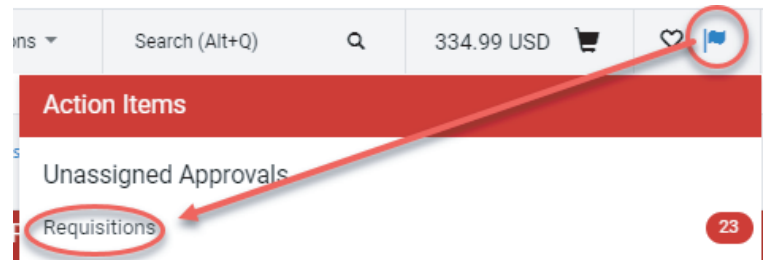 ons Search (Alt+Q) 334.99 USD
Action Items
s
Unassigned Approvals
Requisitions 23